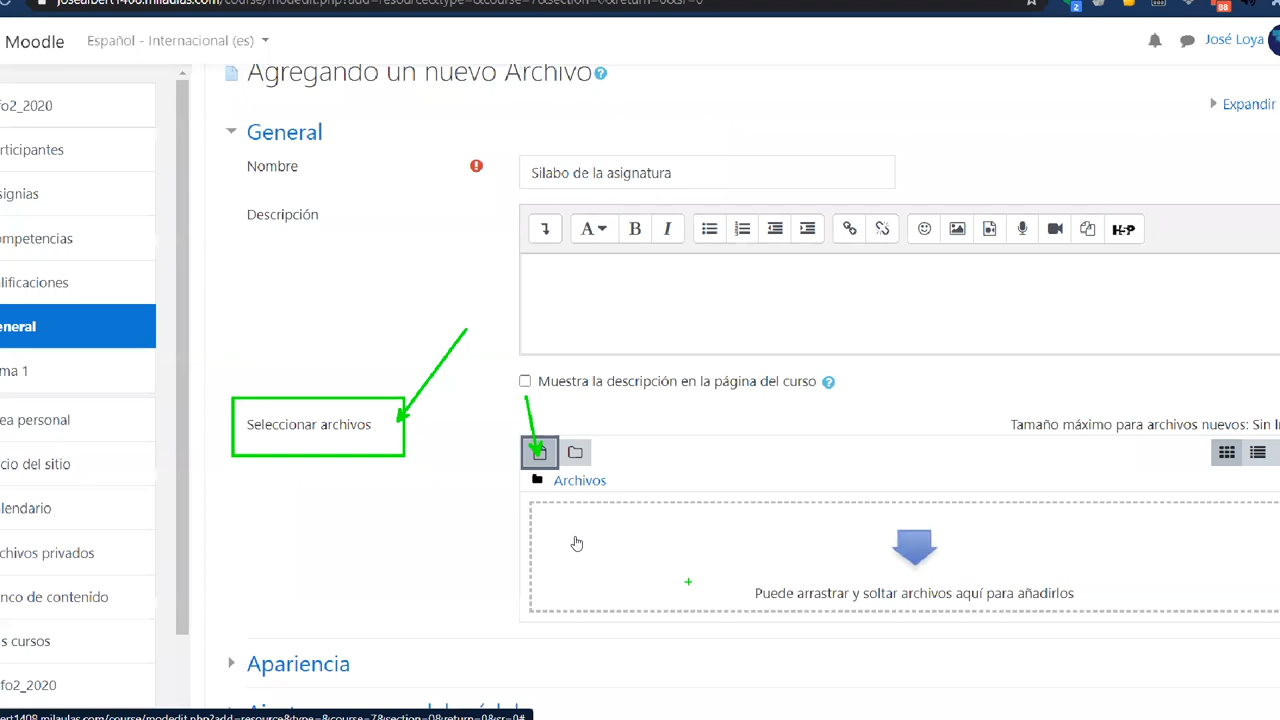 Moodle
Español - Internacional (es)
José Loya
fo2_2020
rticipantes
signias
ompetencias
lificaciones
eneral
ma 1
ea personal
cio del sitio
lendario
chivos privados
nco de contenido
s cursos
fo2_2020
Agregando un nuevo Archivo
Expandir
General
Nombre
Silabo de la asignatura
Descripción
A
B
I
H-P
Muestra la descripción en la página del curso
Seleccionar archivos
Tamaño máximo para archivos nuevos: Sin
Archivos
Puede arrastrar y soltar archivos aquí para añadirlos
Apariencia